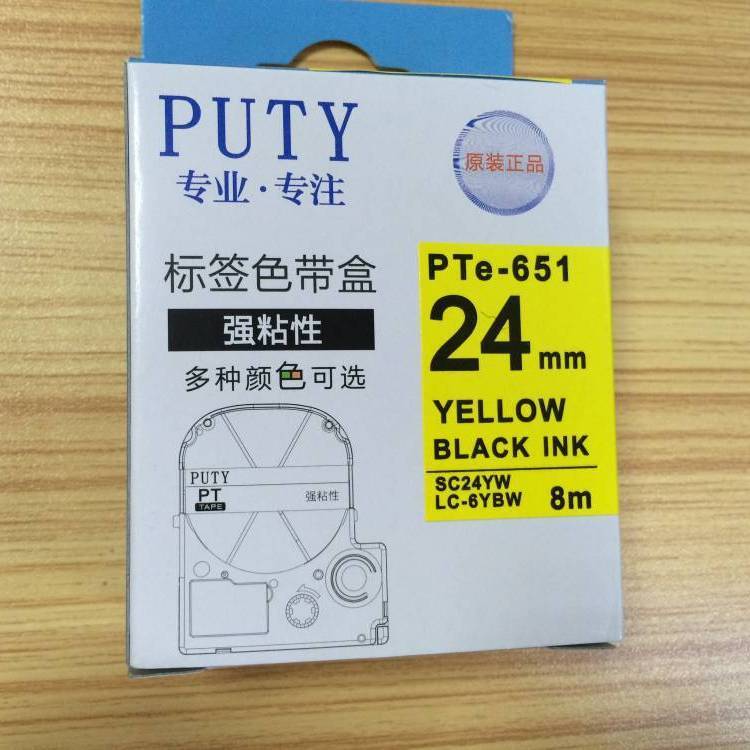 PUTY
专业·专注
原装正品
标签色带盒
强粘性
多种颜色可选
PTe-651
24mm
YELLOW
BLACK INK
SC24YW
LC-6YBW
8m
PUTY
PT
TAPE
强粘性